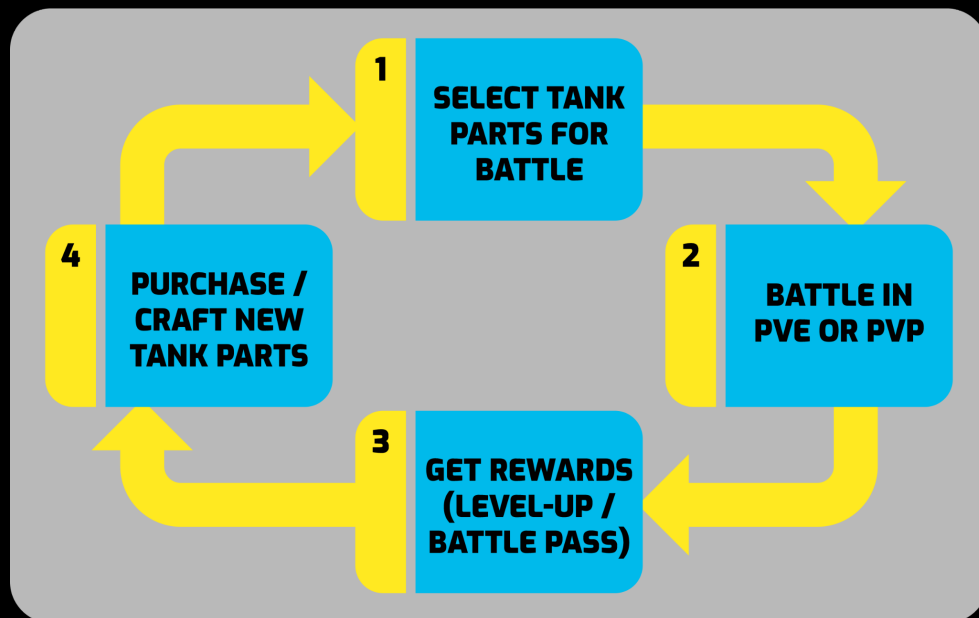 1
SELECT TANK
PARTS FOR
BATTLE
2
BATTLE IN
PVE OR PVP
3
GET REWARDS
(LEVEL-UP /
BATTLE PASS)
4
PURCHASE /
CRAFT NEW
TANK PARTS